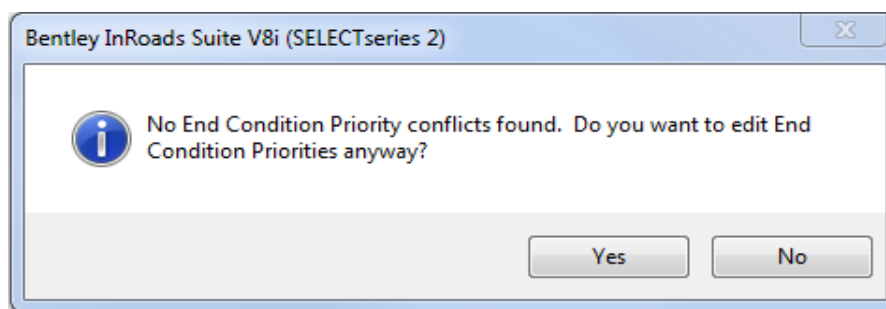 Bentley InRoads Suite V8i (SELECTseries 2)
No End Condition Priority conflicts found.  Do you want to edit End
Condition Priorities anyway?
Yes
No